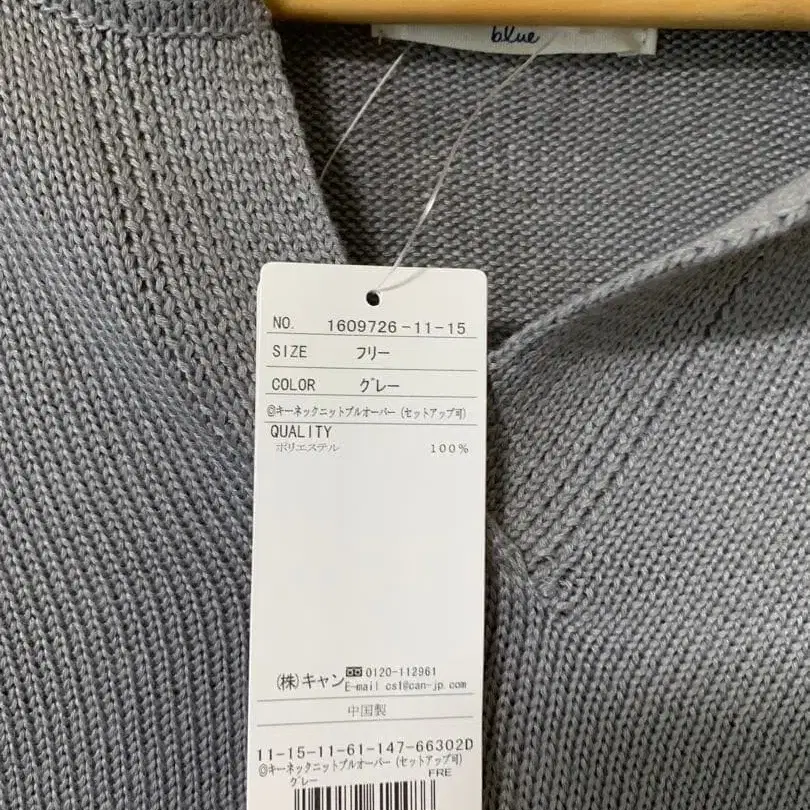 blue
NO. 1609726-11-15
SIZE フリー
COLOR グレー
@キーネックニットプルオーバー (セットアップ可)
QUALITY
ポリエステル 100%
(株)キャン 0120-112961
E-mail cs1@can-jp.com
中国製
11-15-11-61-147-66302D
@キーネックニットプルオーバー (セットアップ可)
グレー FRE